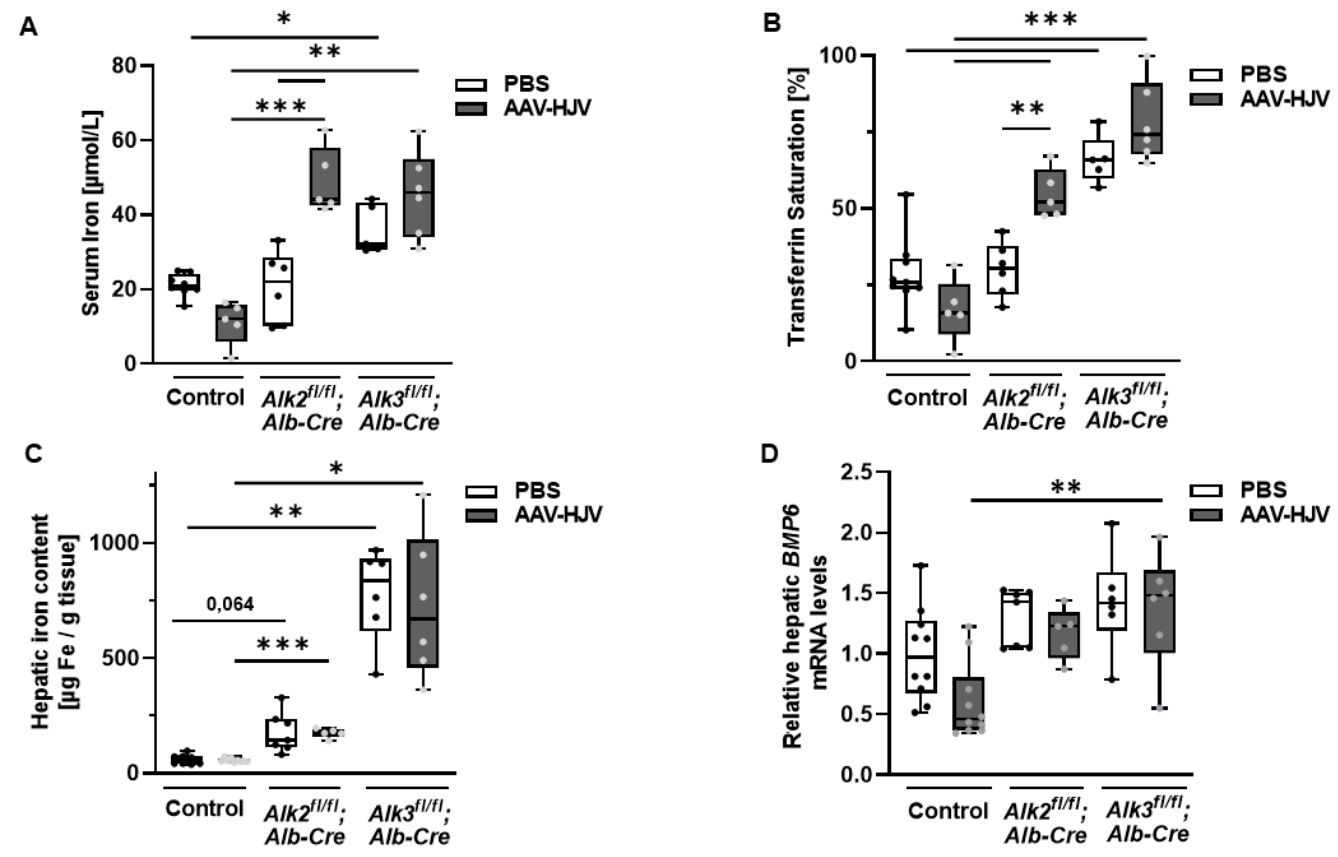 A
*
**
***
Serum Iron [µmol/L]
80
60
40
20
0
PBS
AAV-HJV
Control
Alk2fl/fl;
Alb-Cre
Alk3fl/fl;
Alb-Cre
B
***
**
Transferrin Saturation [%]
100
50
0
PBS
AAV-HJV
Control
Alk2fl/fl;
Alb-Cre
Alk3fl/fl;
Alb-Cre
C
*
**
0,064
***
Hepatic iron content
[µg Fe / g tissue]
1000
500
0
PBS
AAV-HJV
Control
Alk2fl/fl;
Alb-Cre
Alk3fl/fl;
Alb-Cre
D
**
Relative hepatic BMP6
mRNA levels
2.5
2.0
1.5
1.0
0.5
0.0
PBS
AAV-HJV
Control
Alk2fl/fl;
Alb-Cre
Alk3fl/fl;
Alb-Cre